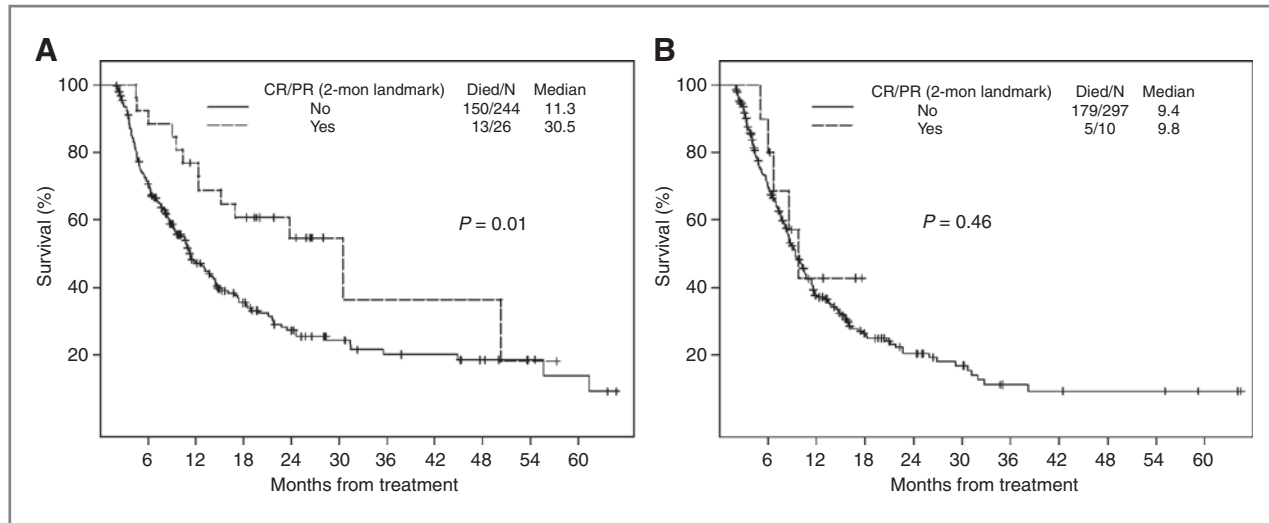 A
CR/PR (2-mon landmark) Died/N Median
No 150/244 11.3
Yes 13/26 30.5
P = 0.01
Survival (%)
100
80
60
40
20
6 12 18 24 30 36 42 48 54 60
Months from treatment
B
CR/PR (2-mon landmark) Died/N Median
No 179/297 9.4
Yes 5/10 9.8
P = 0.46
Survival (%)
100
80
60
40
20
6 12 18 24 30 36 42 48 54 60
Months from treatment